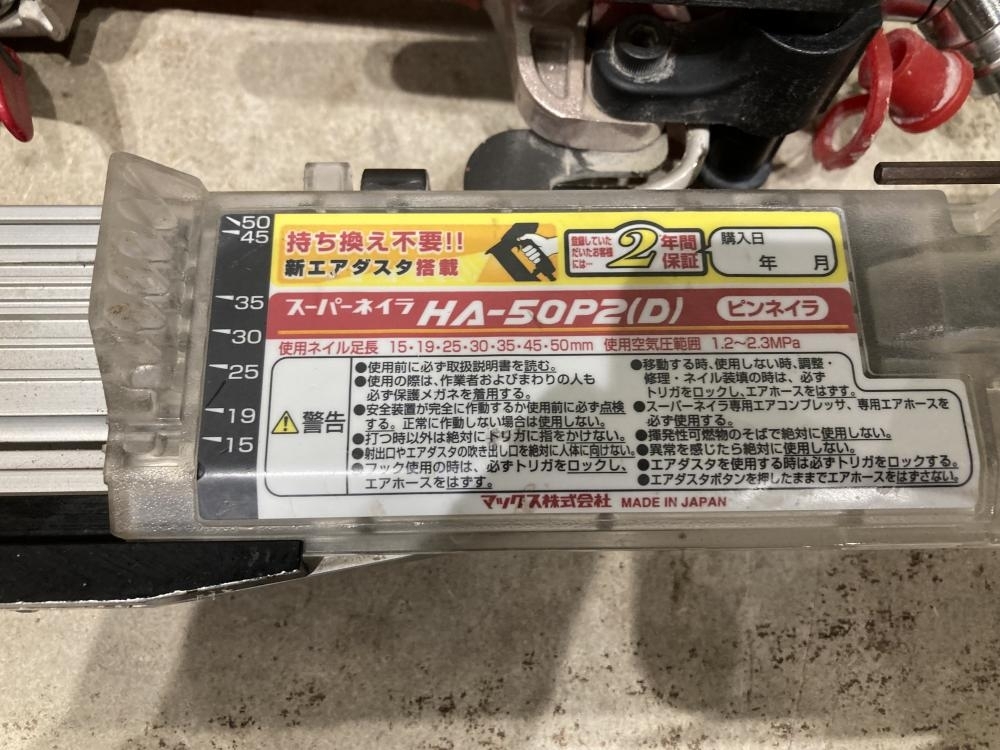 50
45
35
30
25
19
15
持ち換え不要!!
新エアダスタ搭載
登録していた
だいたお客様
には…
2年間
保証
購入日
年 月
スーパーネイラ HA-50P2(D) ピンネイラ
使用ネイル足長 15・19・25・30・35・45・50mm 使用空気圧範囲 1.2~2.3MPa
警告
●使用前に必ず取扱説明書を読む。
●使用の際は、作業者およびまわりの人も
必ず保護メガネを着用する。
●安全装置が完全に作動するか使用前に必ず点検
する。正常に作動しない場合は使用しない。
●打つ時以外は絶対にトリガに指をかけない。
●射出口やエアダスタの吹き出し口を絶対に人体に向けない。
●フック使用の時は、必ずトリガをロックし、
エアホースをはずす。
●移動する時、使用しない時、調整・
修理・ネイル装填の時は、必ず
トリガをロックし、エアホースをはずす。
●スーパーネイラ専用エアコンプレッサ、専用エアホースを
必ず使用する。
●揮発性可燃物のそばで絶対に使用しない。
●異常を感じたら絶対に使用しない。
●エアダスタを使用する時は必ずトリガをロックする。
●エアダスタボタンを押したままでエアホースをはずさない。
マックス株式会社 MADE IN JAPAN